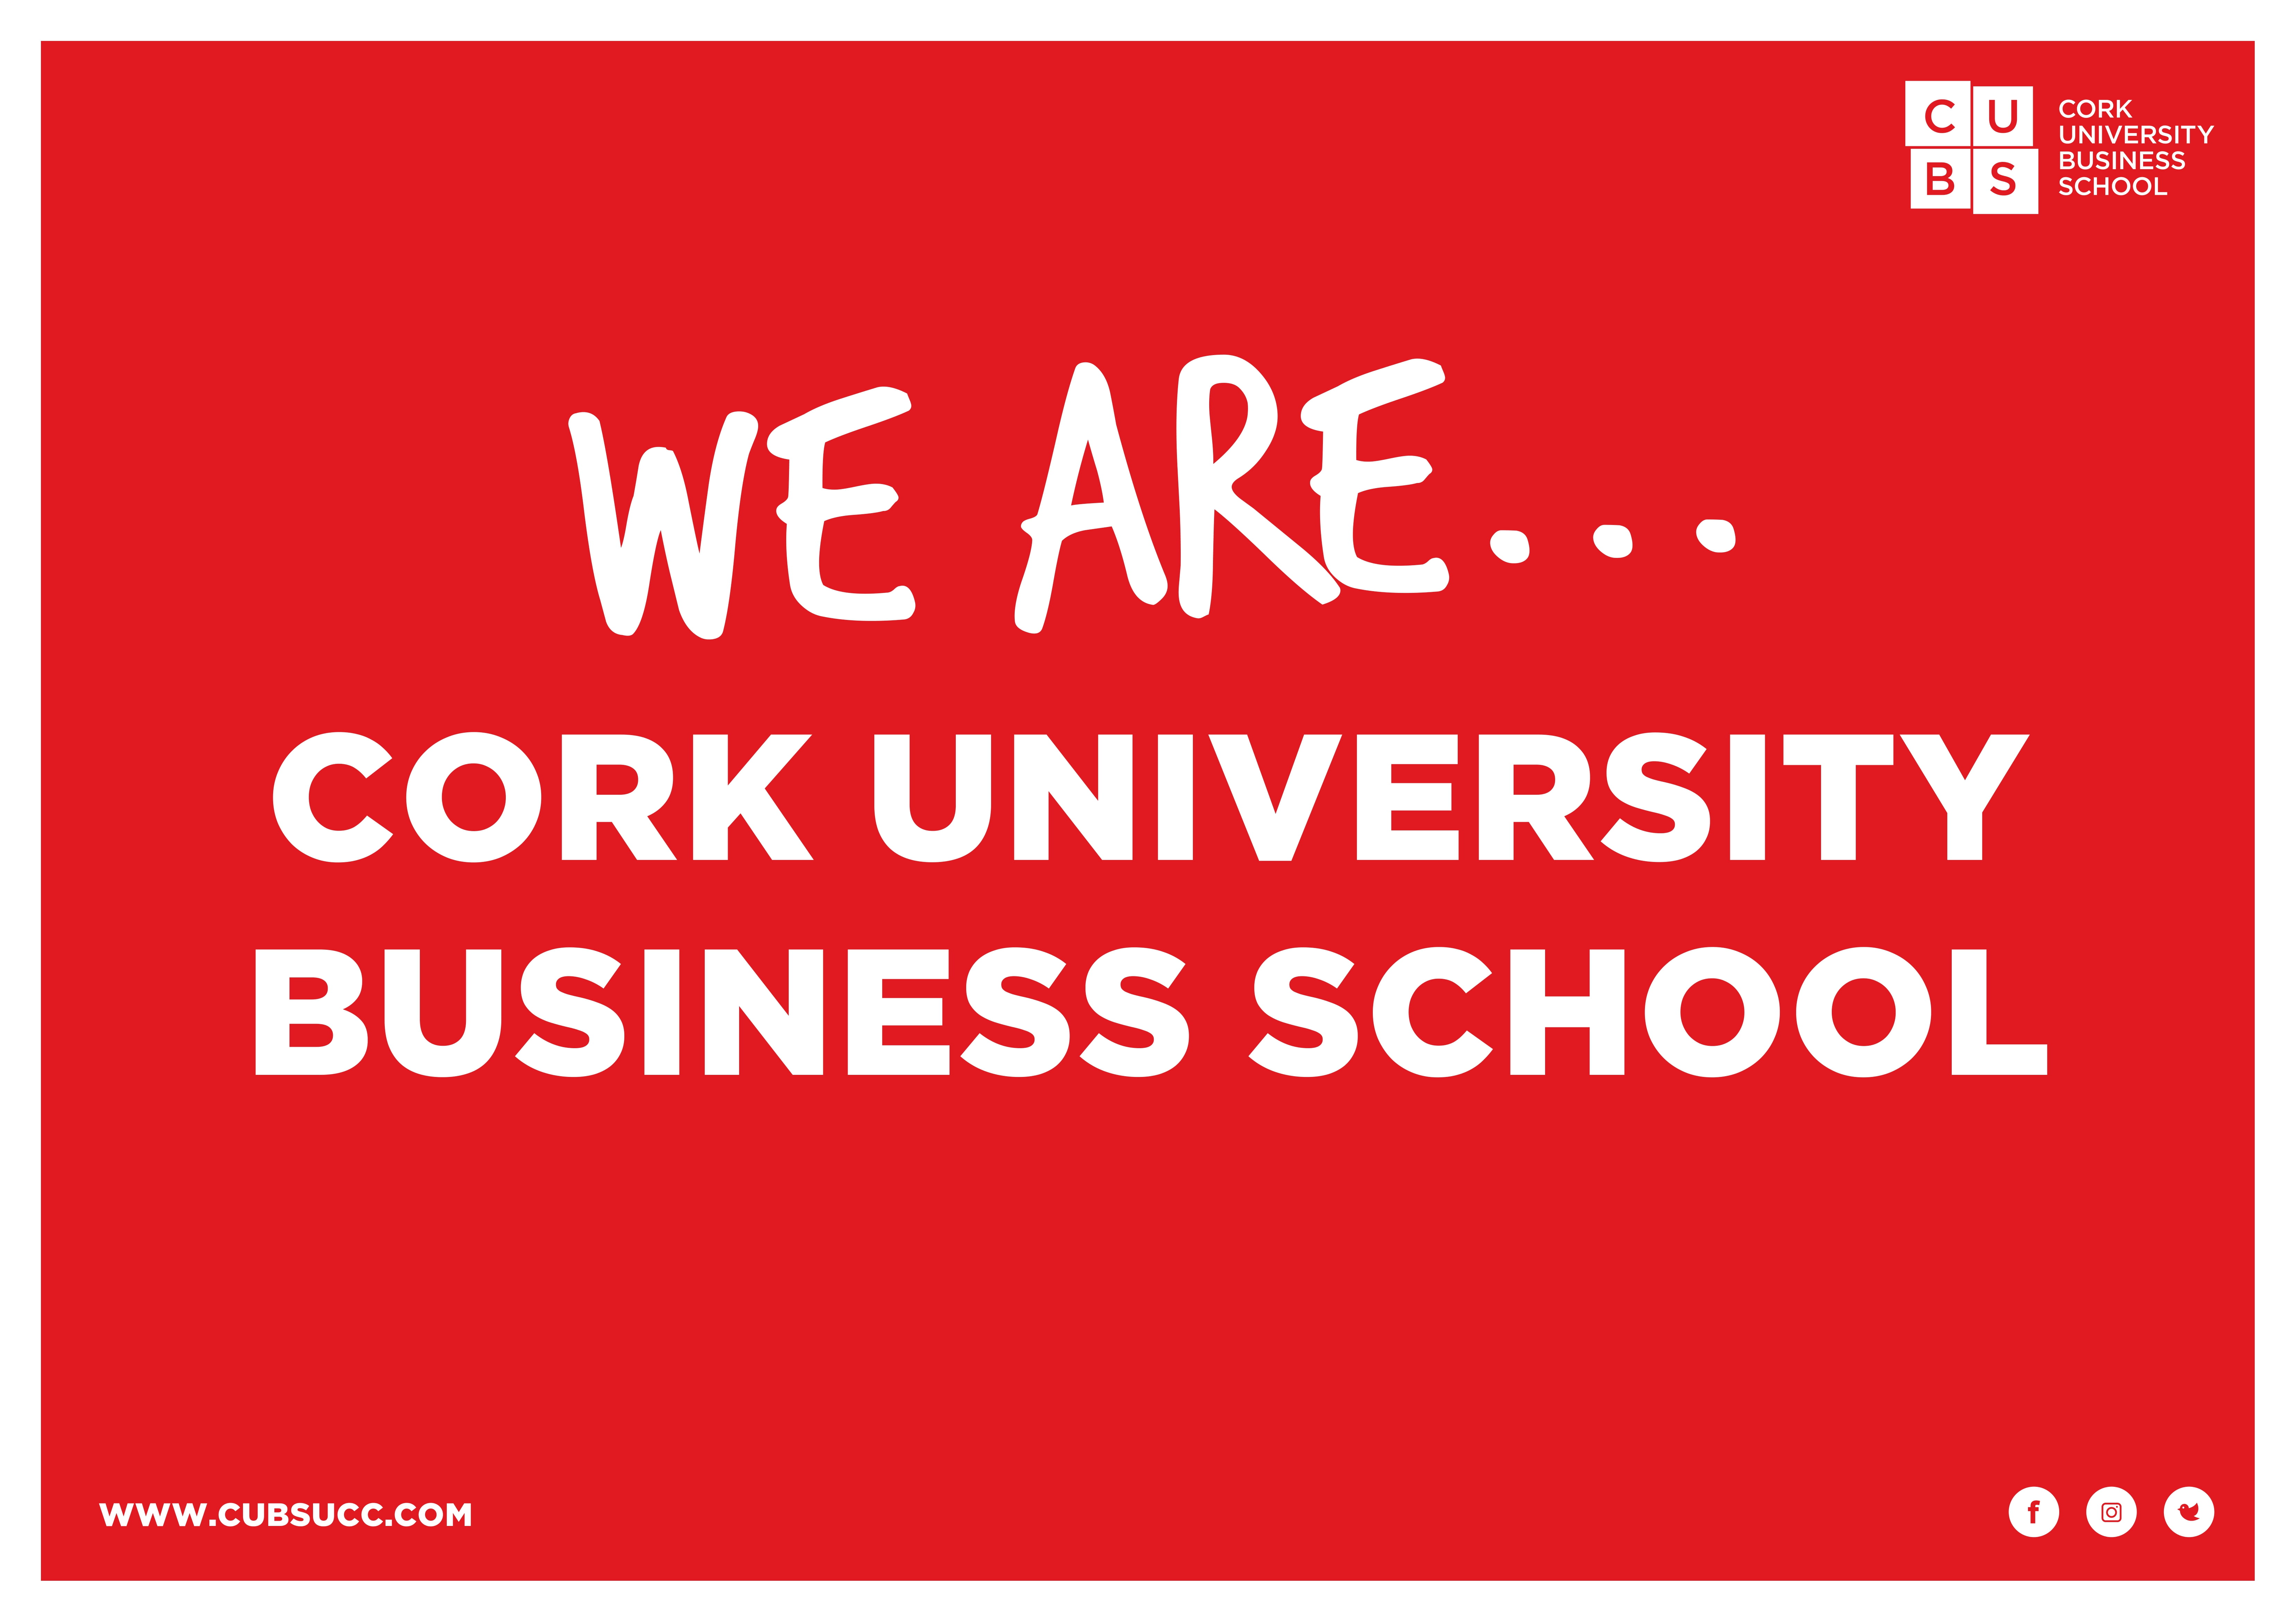 C U
B S
CORK
UNIVERSITY
BUSINESS
SCHOOL
WE ARE...
CORK UNIVERSITY
BUSINESS SCHOOL
WWW.CUBSUCC.COM
f